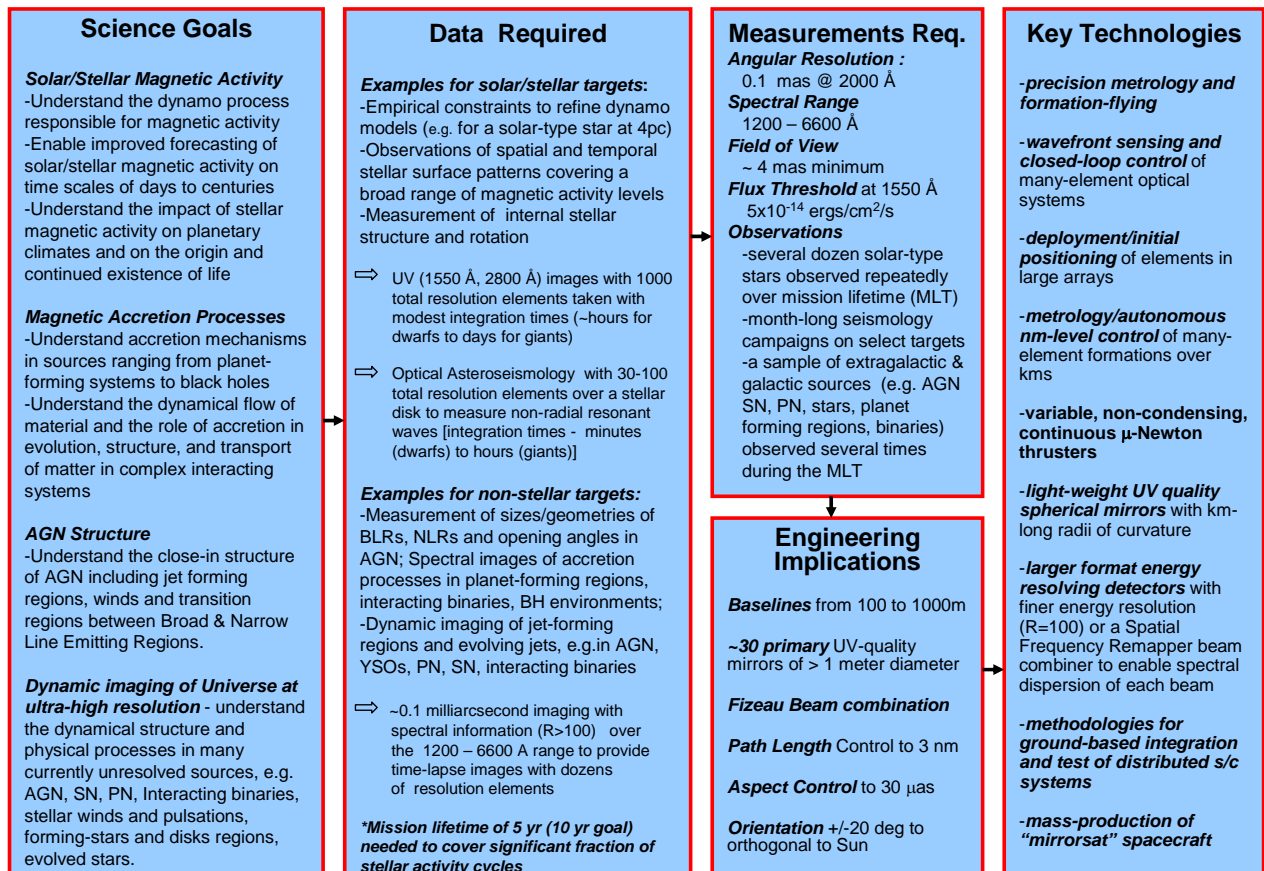 Science Goals
Solar/Stellar Magnetic Activity
-Understand the dynamo process
responsible for magnetic activity
-Enable improved forecasting of
solar/stellar magnetic activity on
time scales of days to centuries
-Understand the impact of stellar
magnetic activity on planetary
climates and on the origin and
continued existence of life
Magnetic Accretion Processes
-Understand accretion mechanisms
in sources ranging from planet-
forming systems to black holes
-Understand the dynamical flow of
material and the role of accretion in
evolution, structure, and transport
of matter in complex interacting
systems
AGN Structure
-Understand the close-in structure
of AGN including jet forming
regions, winds and transition
regions between Broad & Narrow
Line Emitting Regions.
Dynamic imaging of Universe at
ultra-high resolution - understand
the dynamical structure and
physical processes in many
currently unresolved sources, e.g.
AGN, SN, PN, Interacting binaries,
stellar winds and pulsations,
forming-stars and disks regions,
evolved stars.
Data Required
Examples for solar/stellar targets:
-Empirical constraints to refine dynamo
models (e.g. for a solar-type star at 4pc)
-Observations of spatial and temporal
stellar surface patterns covering a
broad range of magnetic activity levels
-Measurement of internal stellar
structure and rotation
⇨ UV (1550 Å, 2800 Å) images with 1000
total resolution elements taken with
modest integration times (~hours for
dwarfs to days for giants)
⇨ Optical Asteroseismology with 30-100
total resolution elements over a stellar
disk to measure non-radial resonant
waves [integration times - minutes
(dwarfs) to hours (giants)]
Examples for non-stellar targets:
-Measurement of sizes/geometries of
BLRs, NLRs and opening angles in
AGN; Spectral images of accretion
processes in planet-forming regions,
interacting binaries, BH environments;
-Dynamic imaging of jet-forming
regions and evolving jets, e.g.in AGN,
YSOs, PN, SN, interacting binaries
⇨ ~0.1 milliarcsecond imaging with
spectral information (R>100) over
the 1200 – 6600 A range to provide
time-lapse images with dozens
of resolution elements
*Mission lifetime of 5 yr (10 yr goal)
needed to cover significant fraction of
stellar activity cycles
Measurements Req.
Angular Resolution :
0.1 mas @ 2000 Å
Spectral Range
1200 – 6600 Å
Field of View
~ 4 mas minimum
Flux Threshold at 1550 Å
5x10⁻¹⁴ ergs/cm²/s
Observations
-several dozen solar-type
stars observed repeatedly
over mission lifetime (MLT)
-month-long seismology
campaigns on select targets
-a sample of extragalactic &
galactic sources (e.g. AGN
SN, PN, stars, planet
forming regions, binaries)
observed several times
during the MLT
Engineering
Implications
Baselines from 100 to 1000m
~30 primary UV-quality
mirrors of > 1 meter diameter
Fizeau Beam combination
Path Length Control to 3 nm
Aspect Control to 30 μas
Orientation +/-20 deg to
orthogonal to Sun
Key Technologies
-precision metrology and
formation-flying
-wavefront sensing and
closed-loop control of
many-element optical
systems
-deployment/initial
positioning of elements in
large arrays
-metrology/autonomous
nm-level control of many-
element formations over
kms
-variable, non-condensing,
continuous μ-Newton
thrusters
-light-weight UV quality
spherical mirrors with km-
long radii of curvature
-larger format energy
resolving detectors with
finer energy resolution
(R=100) or a Spatial
Frequency Remapper beam
combiner to enable spectral
dispersion of each beam
-methodologies for
ground-based integration
and test of distributed s/c
systems
-mass-production of
“mirrorsat” spacecraft